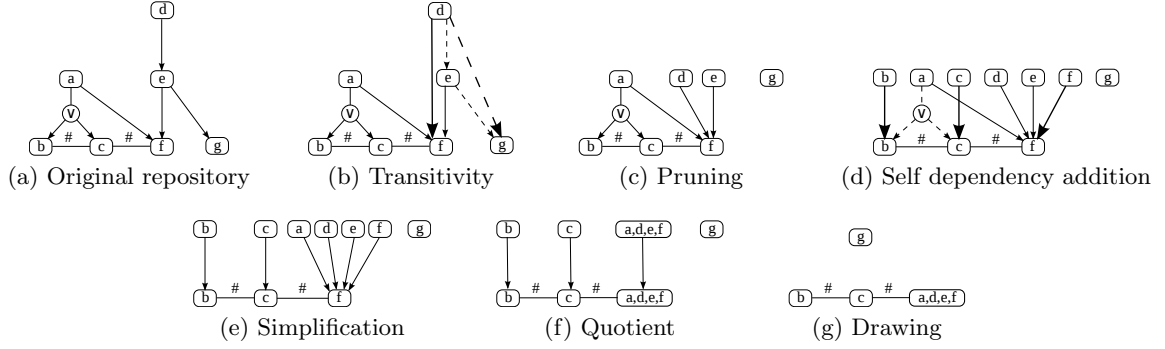 d
a e
∨
b # c # f g
(a) Original repository
d
a e
∨
b # c # f g
(b) Transitivity
a d e g
∨
b # c # f
(c) Pruning
b a c d e f g
∨
b # c # f
(d) Self dependency addition
b c a d e f g
b # c # f
(e) Simplification
b c a,d,e,f g
b # c # a,d,e,f
(f) Quotient
g
b # c # a,d,e,f
(g) Drawing